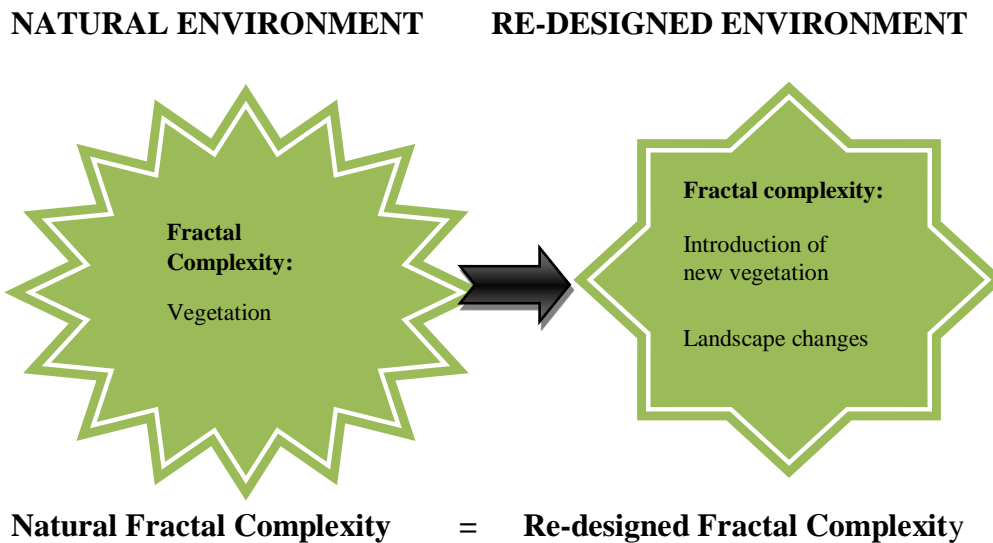 NATURAL ENVIRONMENT RE-DESIGNED ENVIRONMENT
Fractal
Complexity:
Vegetation
Fractal complexity:
Introduction of
new vegetation
Landscape changes
Natural Fractal Complexity = Re-designed Fractal Complexity